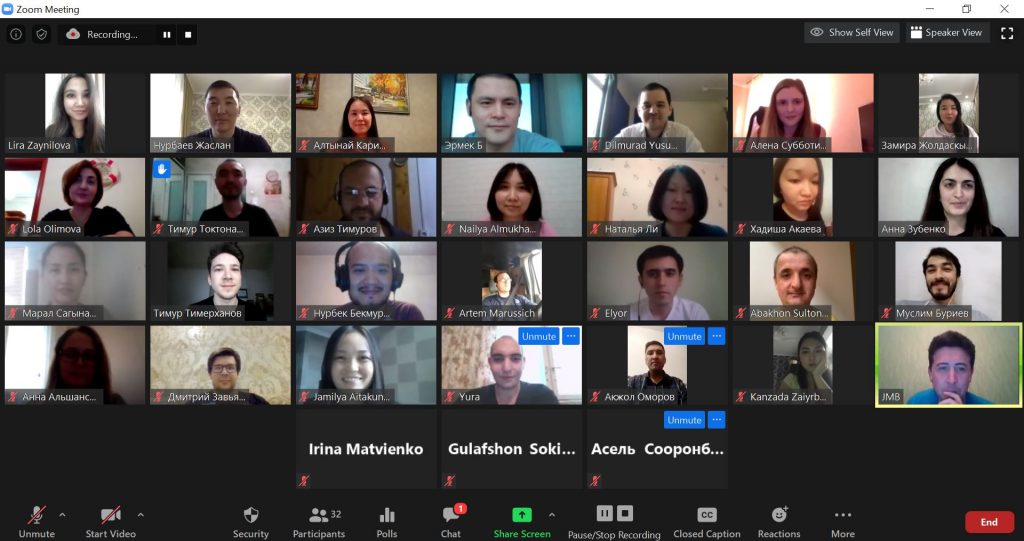 Zoom Meeting
Recording...
Show Self View
Speaker View
Lira Zaynilova
Нурбаев Жаслан
Алтынай Кари...
Эрмек Б
Dilmurad Yusu...
Алена Субботи...
Замира Жолдаскы...
Lola Olimova
Тимур Токтона...
Азиз Тимуров
Nailya Almukha...
Наталья Ли
Хадиша Акаева
Анна Зубенко
Марал Сагына...
Тимур Тимерханов
Нурбек Бекмур...
Artem Marussich
Elyor
Abakhon Sulton...
Муслим Буриев
Unmute
Unmute
Анна Альшанс...
Дмитрий Завья...
Jamilya Aitakun...
Yura
Акжол Оморов
Kanzada Zaiyrb...
JMB
Unmute
Irina Matvienko
Gulafshon Soki...
Асель Сооронб...
Unmute
Start Video
Security
Participants
32
Polls
Chat
1
Share Screen
Pause/Stop Recording
CC
Closed Caption
Reactions
More
End